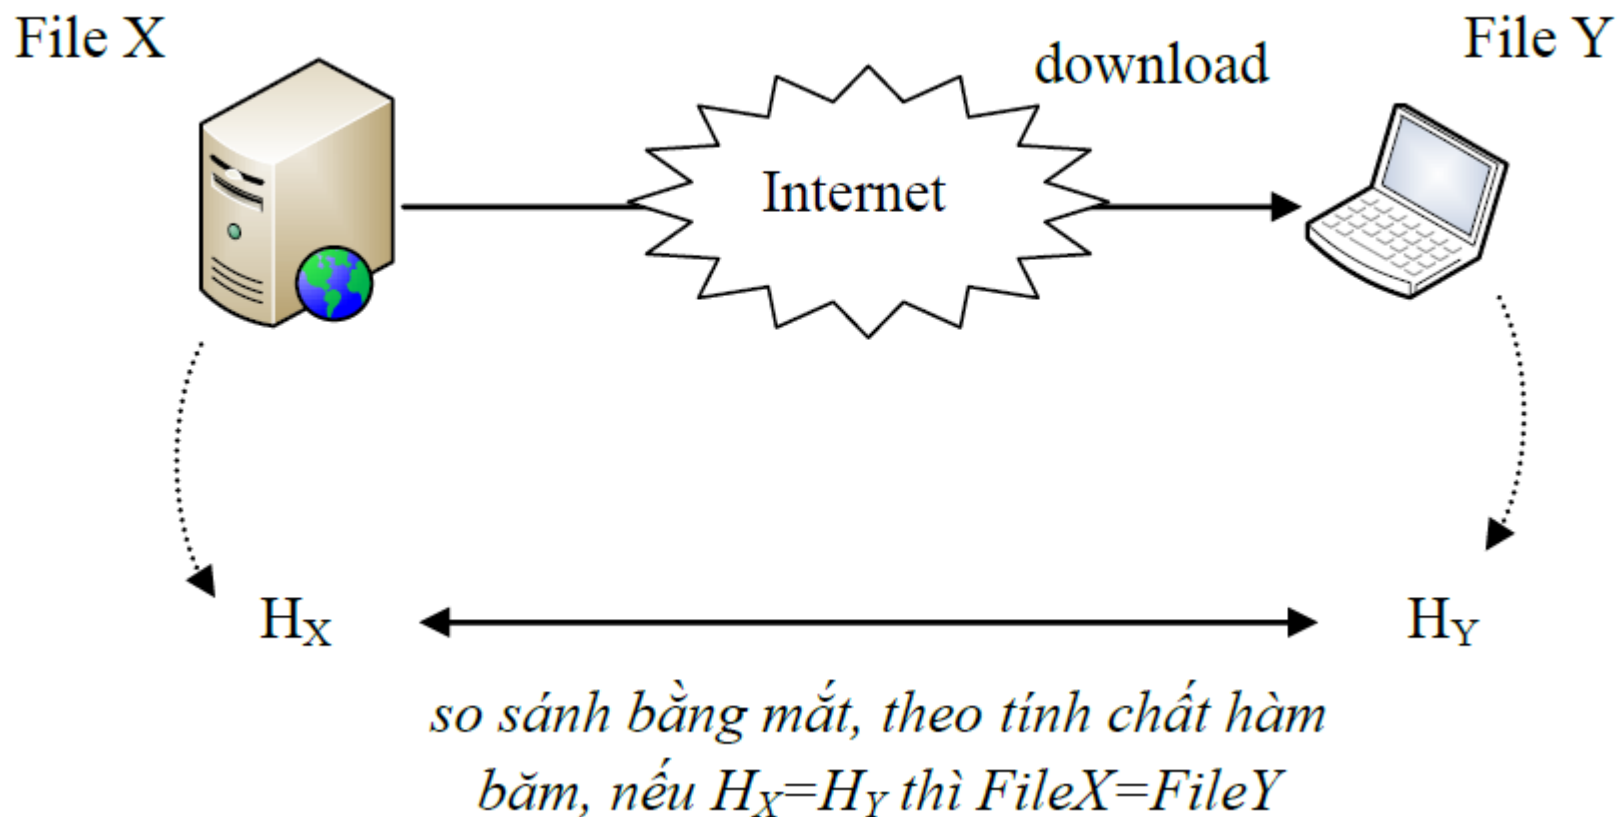 File X
download
File Y
Internet
H_X
H_Y
so sánh bằng mắt, theo tính chất hàm
băm, nếu H_X=H_Y thì FileX=FileY